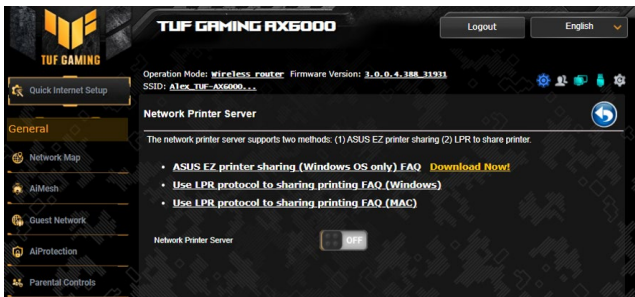 TUF GAMING AX6000
Logout
English
TUF GAMING
Operation Mode: Wireless router Firmware Version: 3.0.0.4.388_31931
SSID: Alex_TUF-AX6000...
Quick Internet Setup
General
Network Map
AiMesh
Guest Network
AiProtection
Parental Controls
Network Printer Server
The network printer server supports two methods: (1) ASUS EZ printer sharing (2) LPR to share printer.
ASUS EZ printer sharing (Windows OS only) FAQ Download Now!
Use LPR protocol to sharing printing FAQ (Windows)
Use LPR protocol to sharing printing FAQ (MAC)
Network Printer Server
OFF